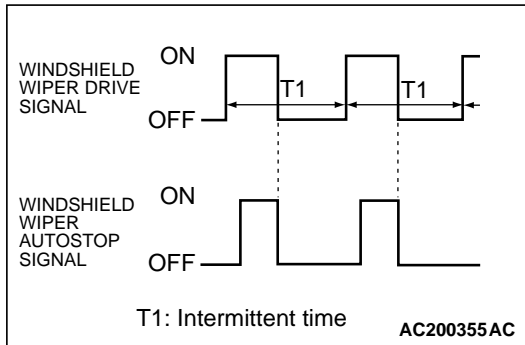 WINDSHIELD
WIPER DRIVE
SIGNAL
ON
OFF
T1
T1
WINDSHIELD
WIPER
AUTOSTOP
SIGNAL
ON
OFF
T1: Intermittent time
AC200355AC